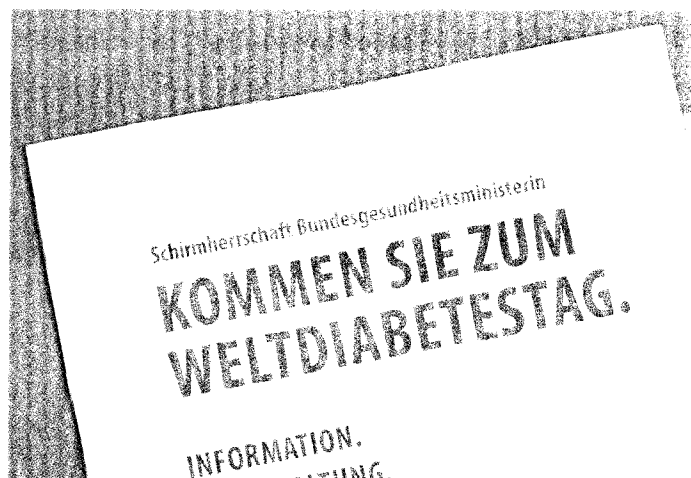 Schirmherrschaft Bundesgesundheitsministerin
KOMMEN SIE ZUM
WELTDIABETESTAG.
INFORMATION.